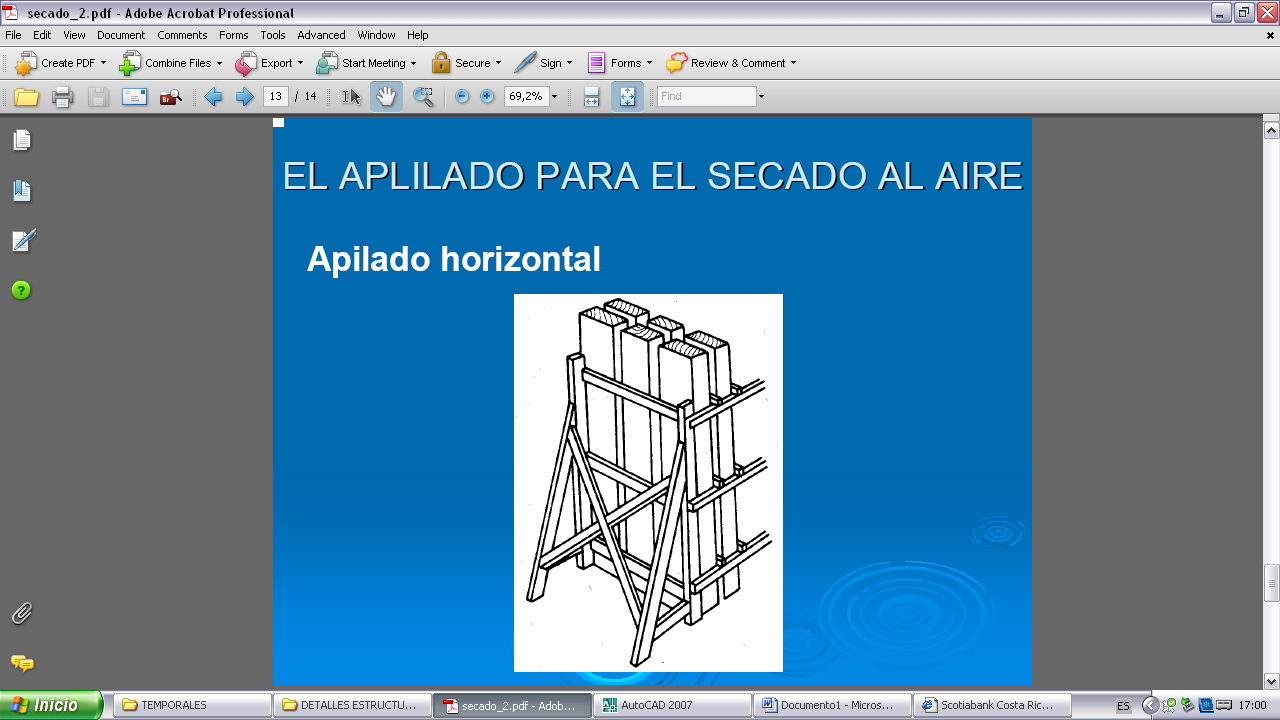 secado_2.pdf - Adobe Acrobat Professional
File Edit View Document Comments Forms Tools Advanced Window Help
Create PDF Combine Files Export Start Meeting Secure Sign Forms Review & Comment
13 / 14 69,2% Find
EL APLILADO PARA EL SECADO AL AIRE
Apilado horizontal
Inicio TEMPORALES DETALLES ESTRUCTU... secado_2.pdf - Adob... AutoCAD 2007 Documento1 - Micros... Scotiabank Costa Ric... ES 17:00